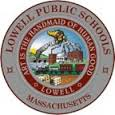 LOWELL PUBLIC SCHOOLS
ART IS THE HANDMAID OF HUMAN GOOD
LOWELL
MASSACHUSETTS